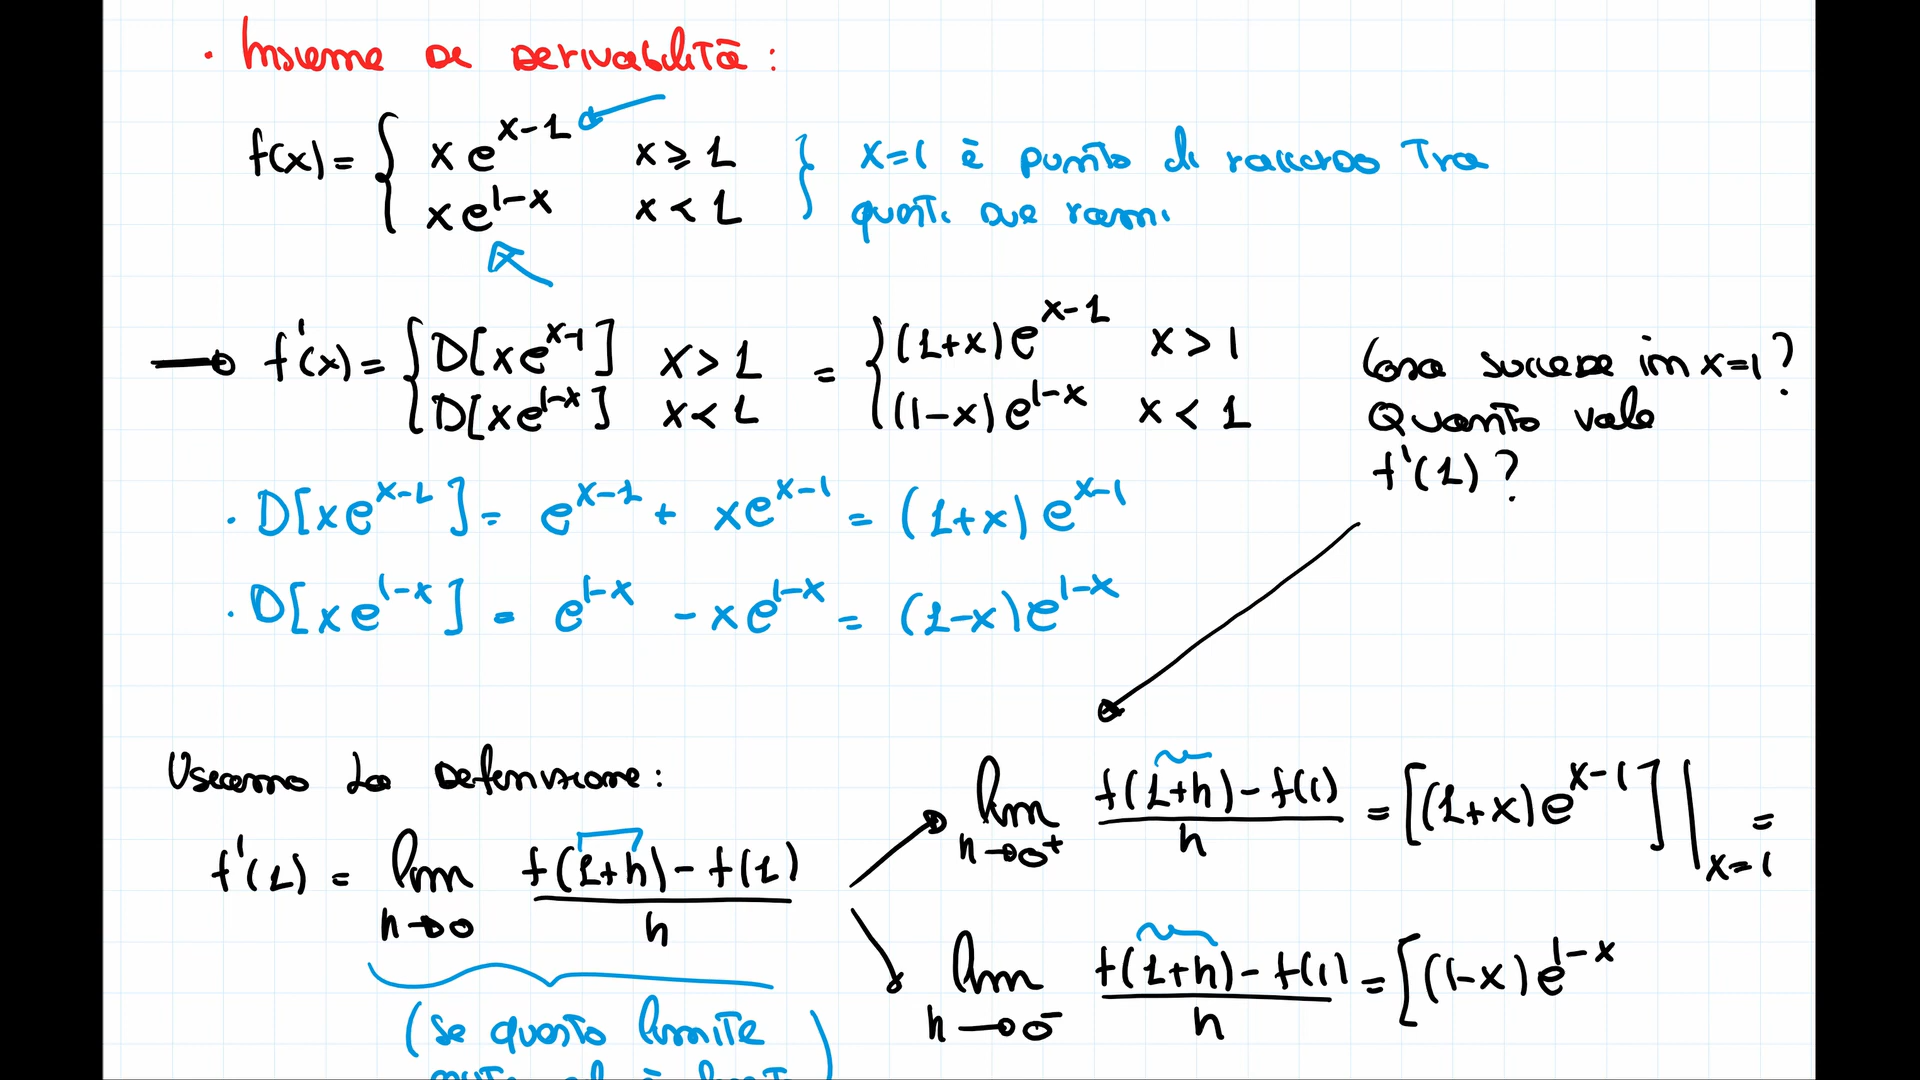 · Insieme di derivabilità:
f(x) = { x e^{x-1} x ≥ 1
x e^{1-x} x < 1 } x=1 è punto di raccordo tra
questi due rami
f'(x) = { D[x e^{x-1}] x > 1 = { (1+x) e^{x-1} x > 1
D[x e^{1-x}] x < 1 (1-x) e^{1-x} x < 1
Cosa succede in x=1?
Quanto vale
f'(1)?
· D[x e^{x-1}] = e^{x-1} + x e^{x-1} = (1+x) e^{x-1}
· D[x e^{1-x}] = e^{1-x} - x e^{1-x} = (1-x) e^{1-x}
Usiamo la definizione:
f'(1) = lim_{h→0} \frac{f(1+h) - f(1)}{h}
lim_{h→0^+} \frac{f(1+h) - f(1)}{h} = [(1+x) e^{x-1}] |_{x=1} =
lim_{h→0^-} \frac{f(1+h) - f(1)}{h} = [(1-x) e^{1-x}
(se questo limite